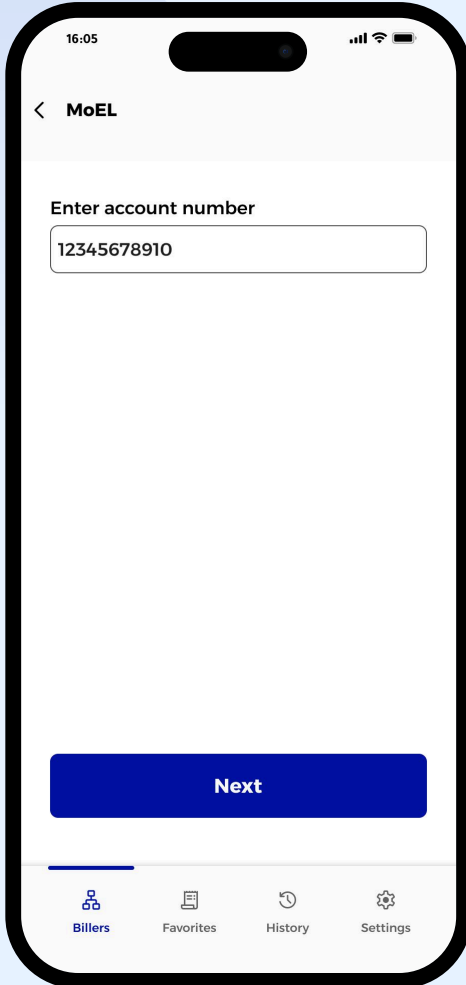 16:05
MoEL
Enter account number
12345678910
Next
Billers Favorites History Settings